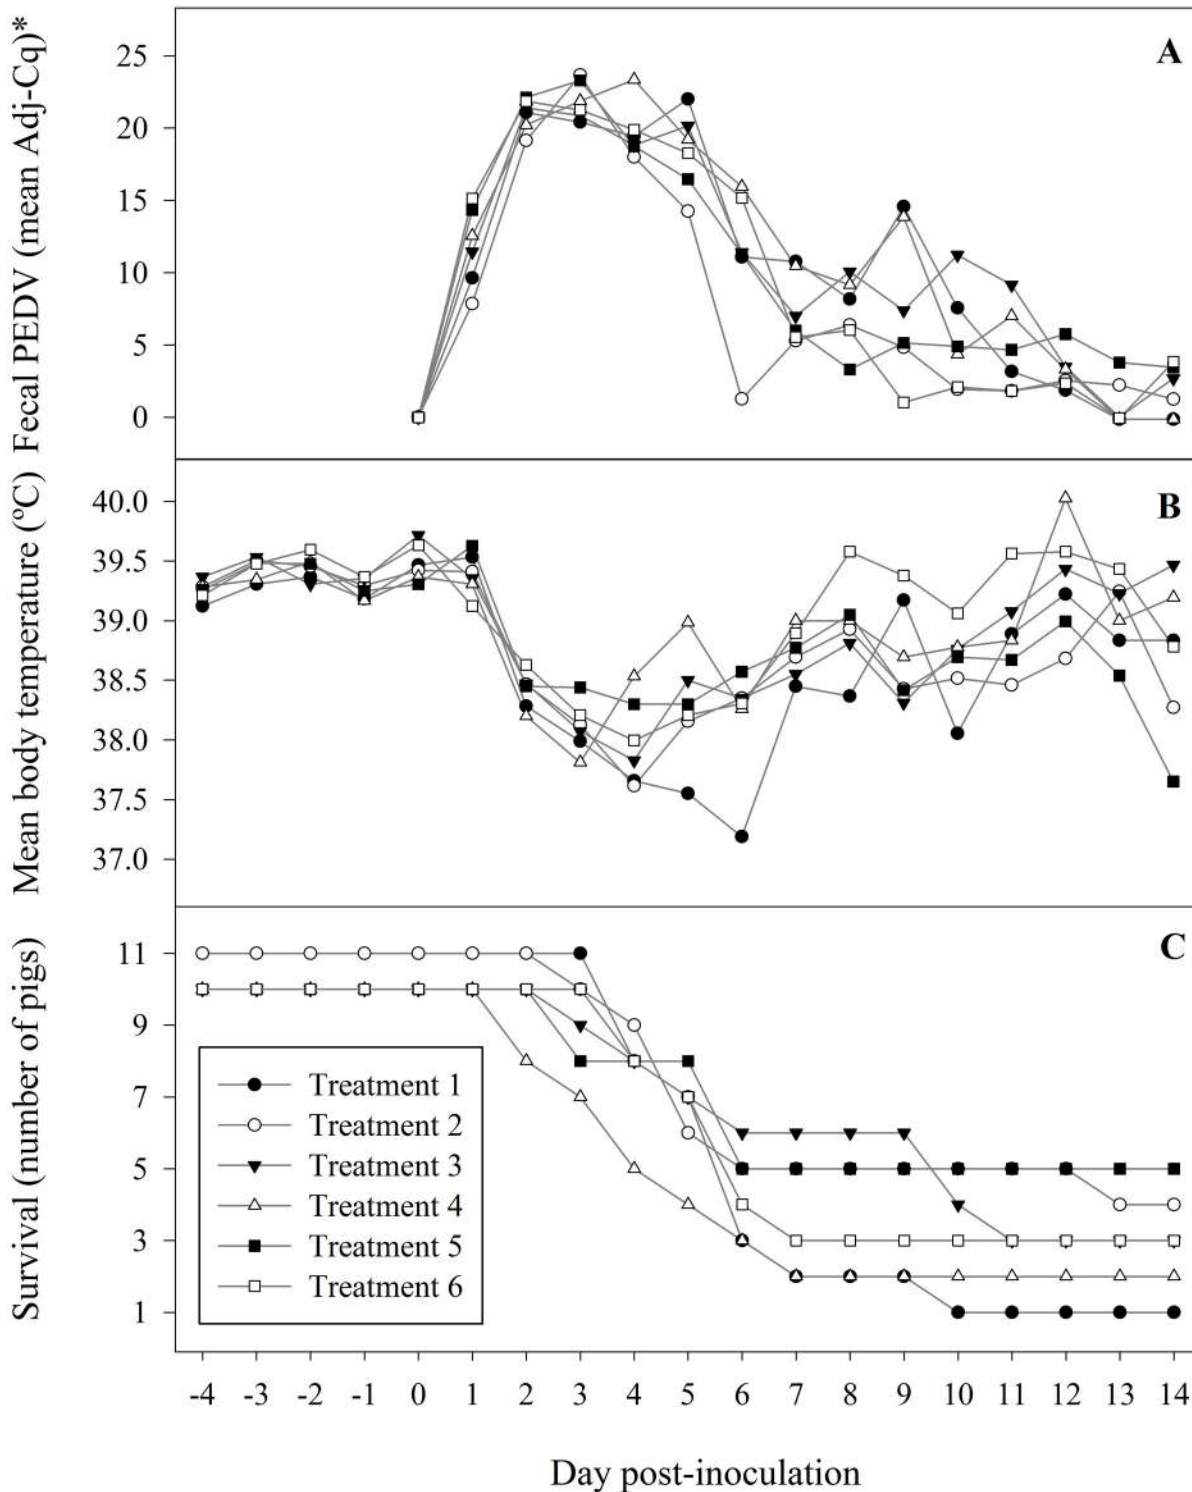 Fecal PEDV (mean Adj-Cq)*
25
20
15
10
5
0
A
Mean body temperature (ºC)
40.0
39.5
39.0
38.5
38.0
37.5
37.0
B
Survival (number of pigs)
11
9
7
5
3
1
C
Treatment 1
Treatment 2
Treatment 3
Treatment 4
Treatment 5
Treatment 6
-4 -3 -2 -1 0 1 2 3 4 5 6 7 8 9 10 11 12 13 14
Day post-inoculation